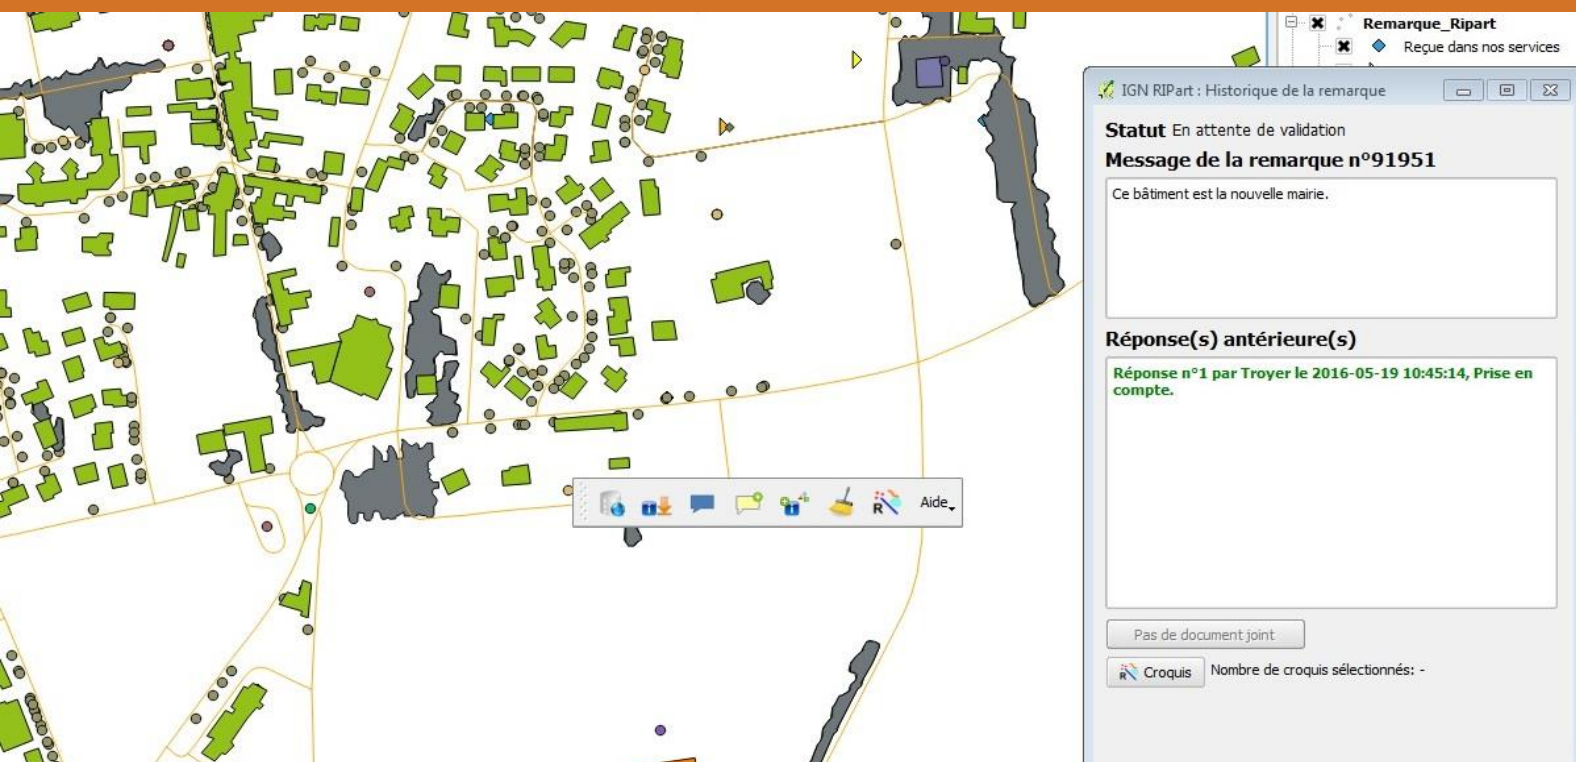 Remarque_Ripart
Reçue dans nos services
IGN RIPart : Historique de la remarque
Statut En attente de validation
Message de la remarque n°91951
Ce bâtiment est la nouvelle mairie.
Réponse(s) antérieure(s)
Réponse n°1 par Troyer le 2016-05-19 10:45:14, Prise en
compte.
Aide
Pas de document joint
R Croquis Nombre de croquis sélectionnés: -